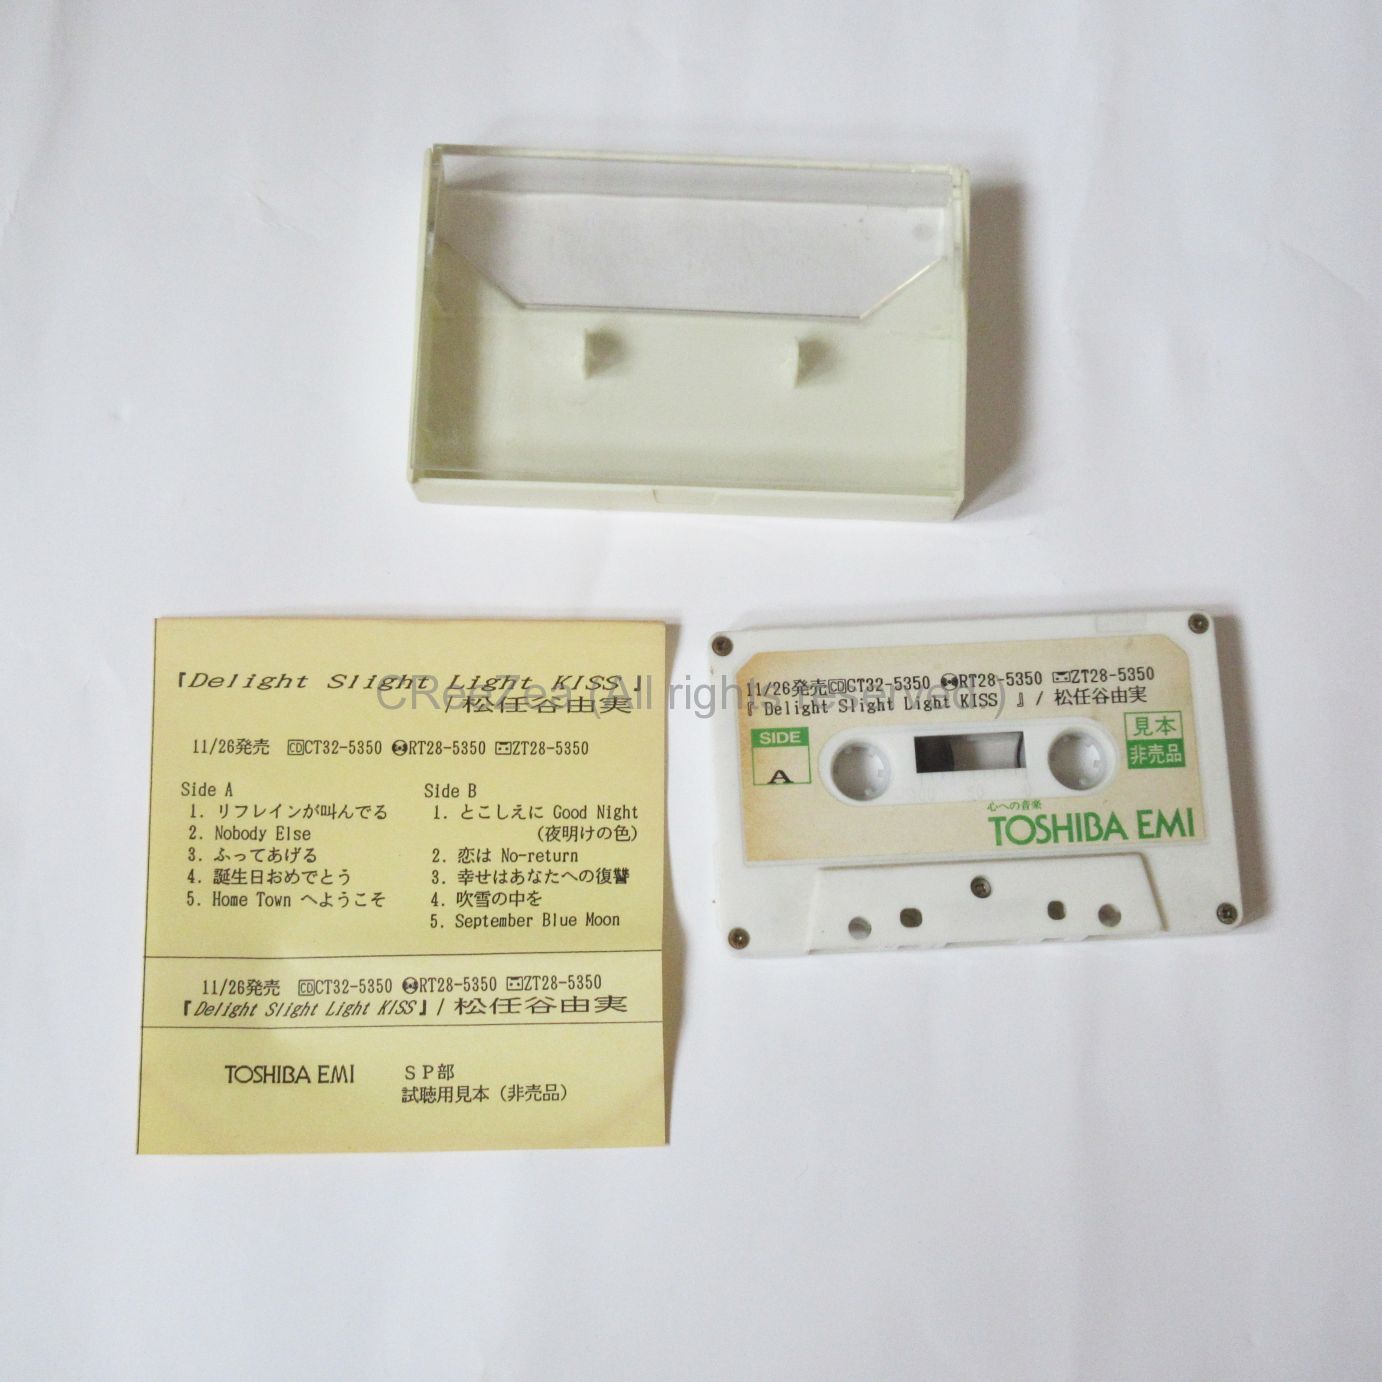 『Delight Slight Light KISS』
/松任谷由実
11/26発売 CD CT32-5350 RT28-5350 ZT28-5350
Side A
1. リフレインが叫んでる
2. Nobody Else
3. ふってあげる
4. 誕生日おめでとう
5. Home Town へようこそ
Side B
1. とこしえに Good Night
(夜明けの色)
2. 恋は No-return
3. 幸せはあなたへの復讐
4. 吹雪の中を
5. September Blue Moon
11/26発売 CD CT32-5350 RT28-5350 ZT28-5350
『Delight Slight Light KISS』/松任谷由実
TOSHIBA EMI
SP部
試聴用見本(非売品)
11/26発売 CD CT32-5350 RT28-5350 ZT28-5350
『Delight Slight Light KISS 』/ 松任谷由実
SIDE
A
見本
非売品
心への音楽
TOSHIBA EMI
CReeZea (All rights reserved.)